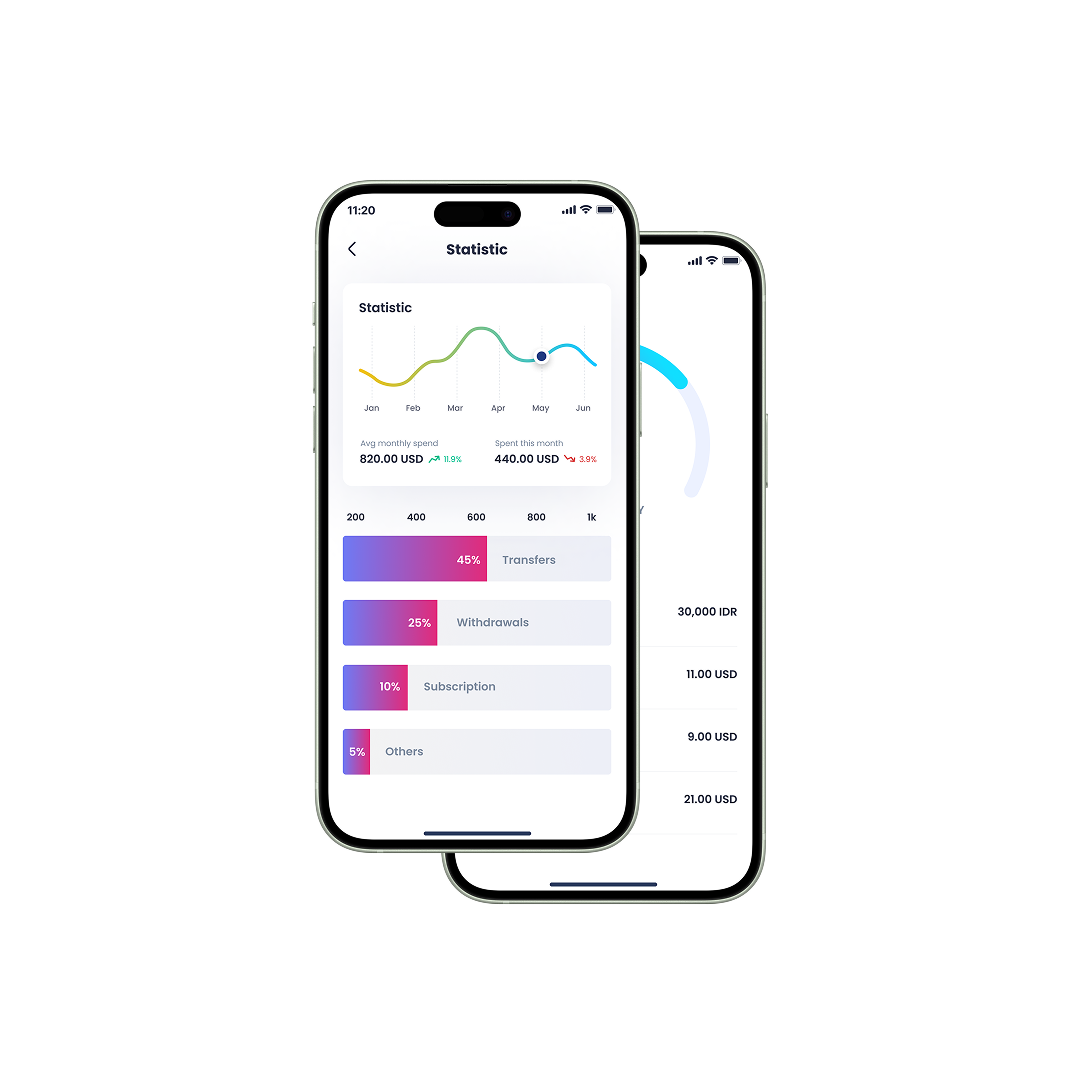 11:20
Statistic
Statistic
Jan Feb Mar Apr May Jun
Avg monthly spend Spent this month
820.00 USD 11.9% 440.00 USD 3.9%
200 400 600 800 1k
45% Transfers
25% Withdrawals
10% Subscription
5% Others
30,000 IDR
11.00 USD
9.00 USD
21.00 USD